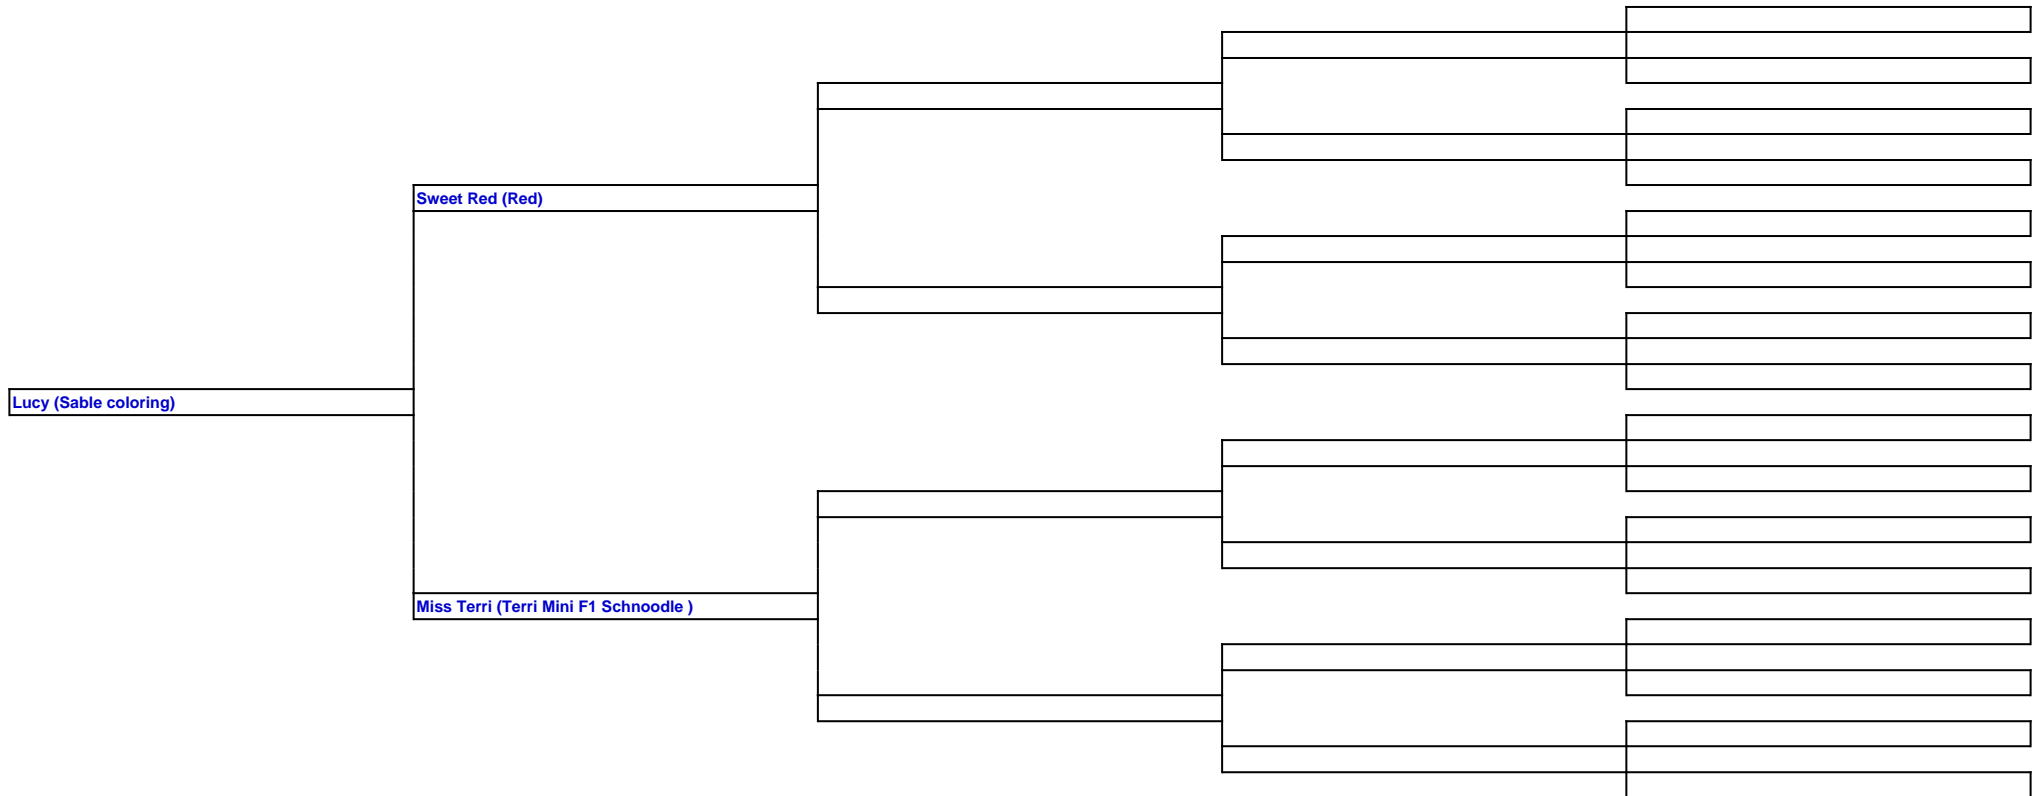 Sweet Red (Red)
Lucy (Sable coloring)
Miss Terri (Terri Mini F1 Schnoodle )